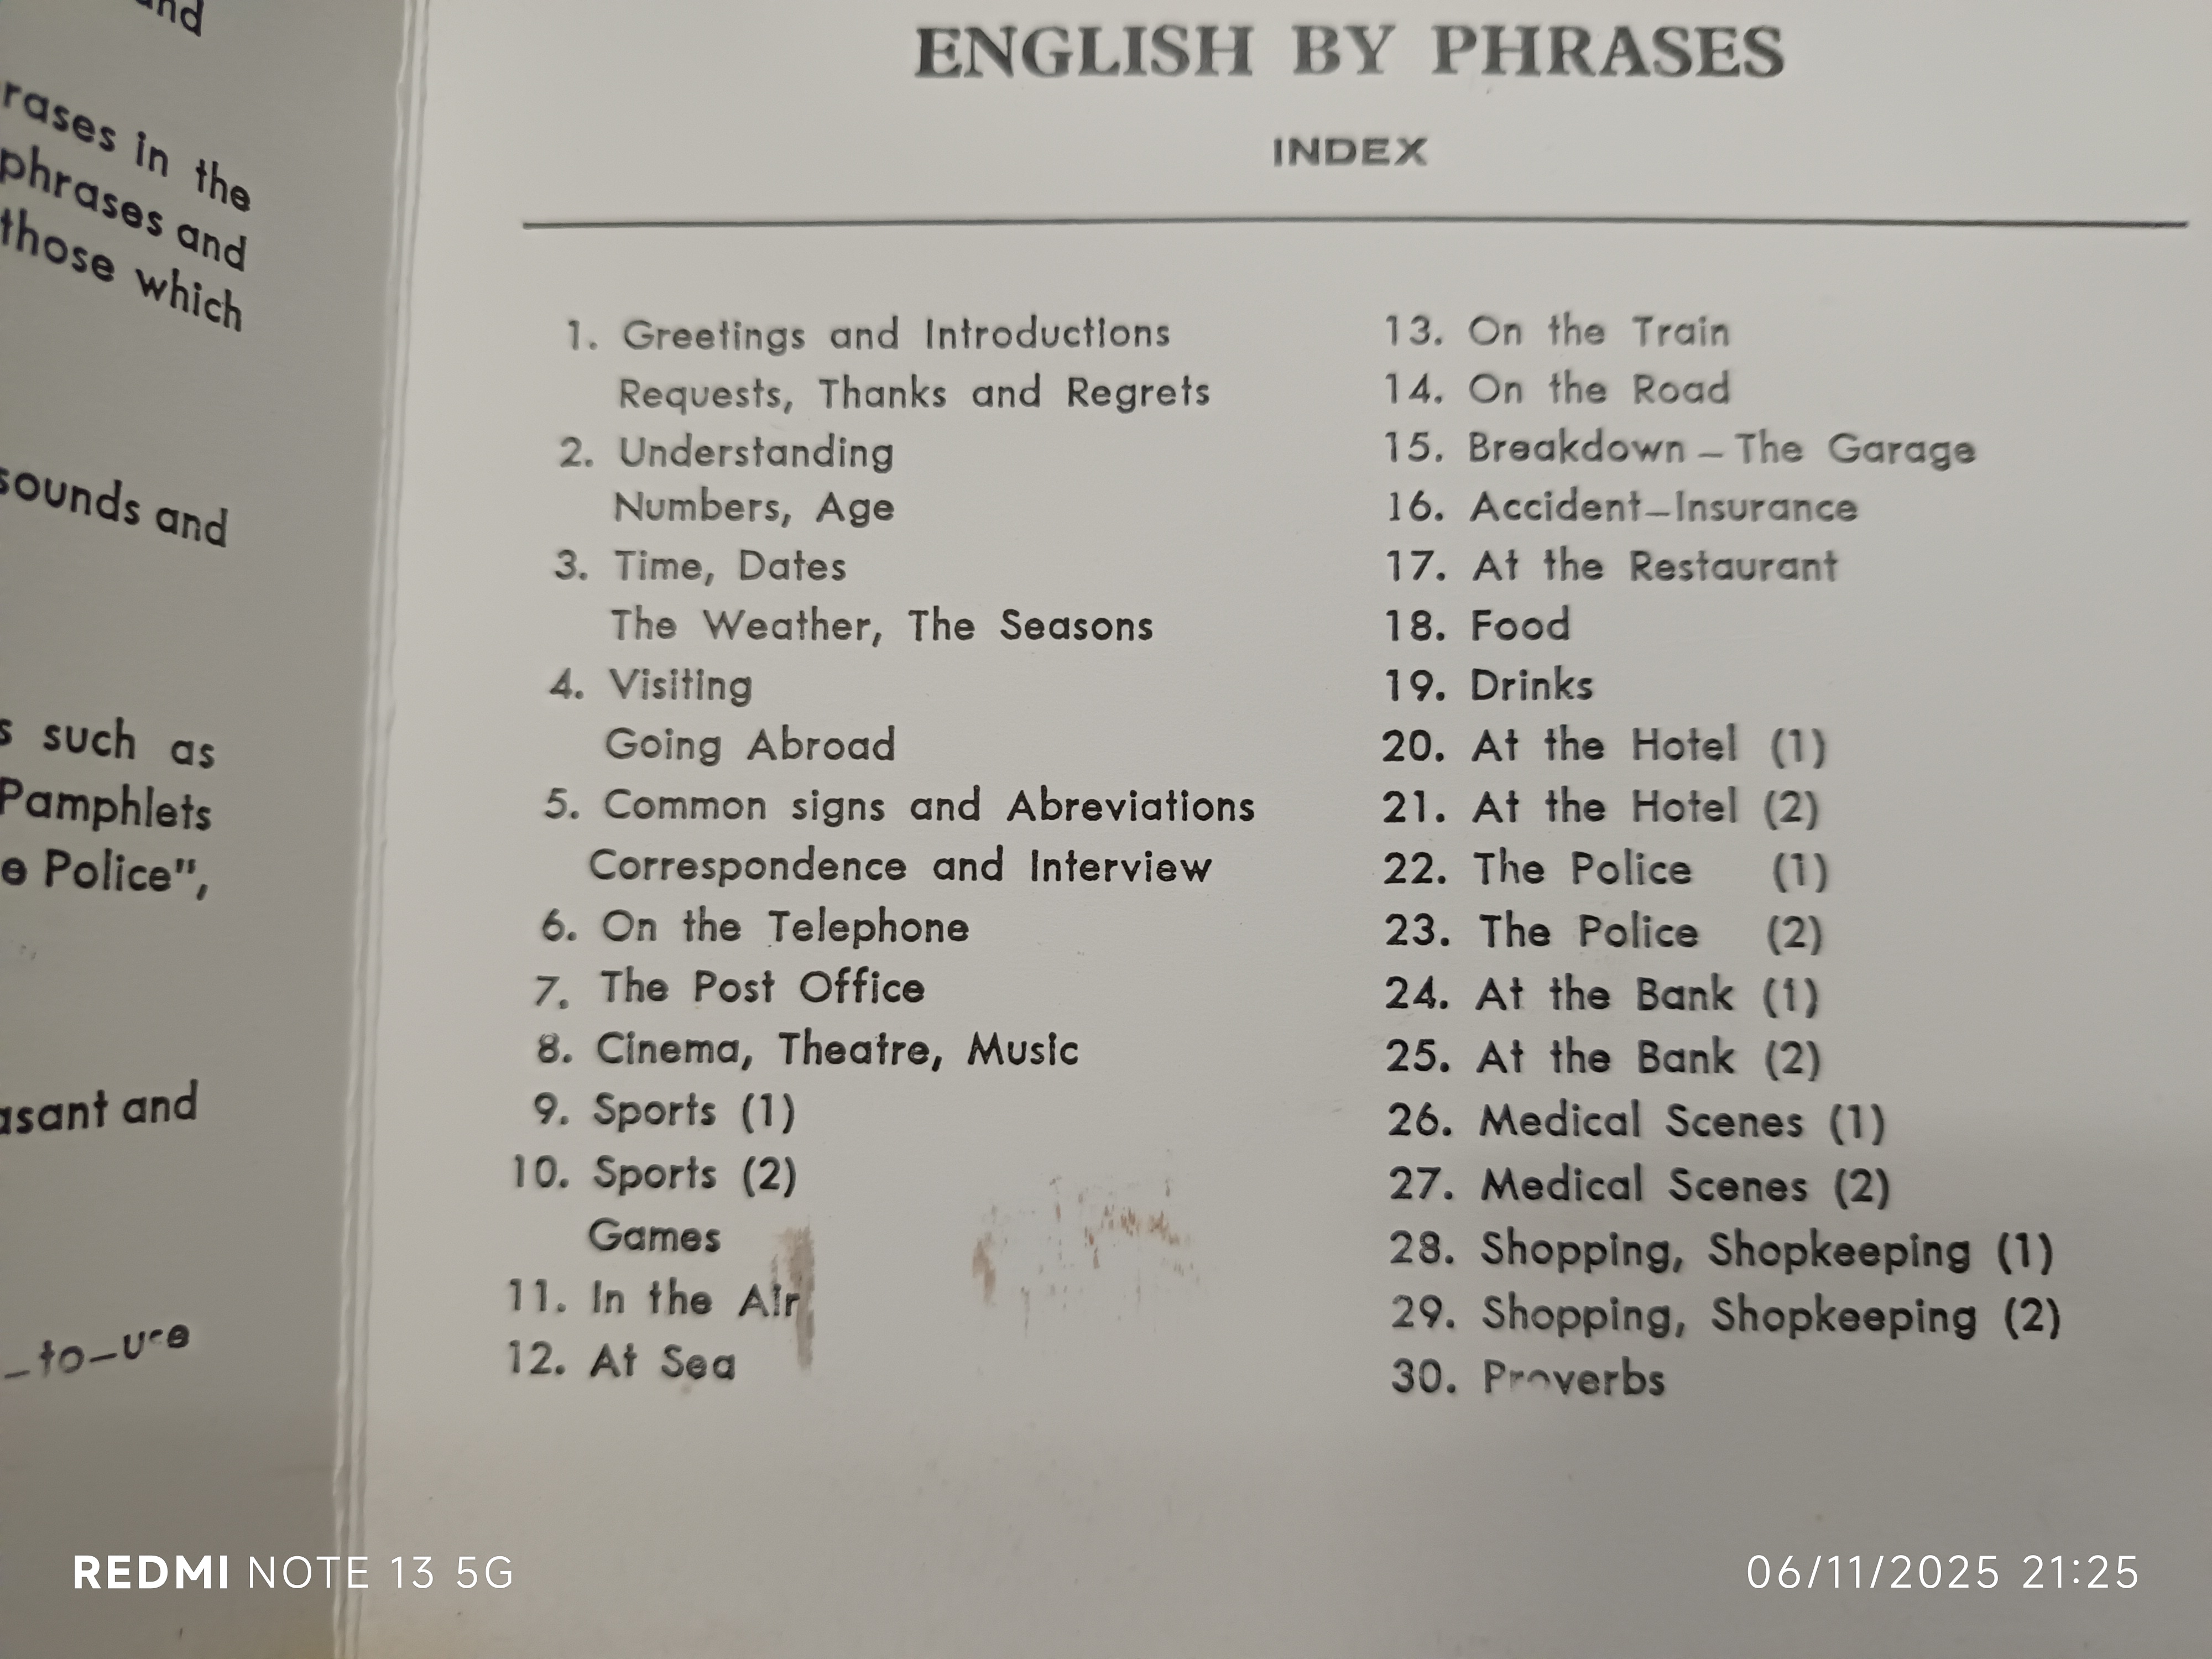 and
rases in the
phrases and
those which
sounds and
s such as
Pamphlets
e Police",
asant and
_to_use
ENGLISH BY PHRASES
INDEX
1. Greetings and Introductions
Requests, Thanks and Regrets
2. Understanding
Numbers, Age
3. Time, Dates
The Weather, The Seasons
4. Visiting
Going Abroad
5. Common signs and Abreviations
Correspondence and Interview
6. On the Telephone
7. The Post Office
8. Cinema, Theatre, Music
9. Sports (1)
10. Sports (2)
Games
11. In the Air
12. At Sea
13. On the Train
14. On the Road
15. Breakdown – The Garage
16. Accident–Insurance
17. At the Restaurant
18. Food
19. Drinks
20. At the Hotel (1)
21. At the Hotel (2)
22. The Police (1)
23. The Police (2)
24. At the Bank (1)
25. At the Bank (2)
26. Medical Scenes (1)
27. Medical Scenes (2)
28. Shopping, Shopkeeping (1)
29. Shopping, Shopkeeping (2)
30. Proverbs
REDMI NOTE 13 5G
06/11/2025 21:25